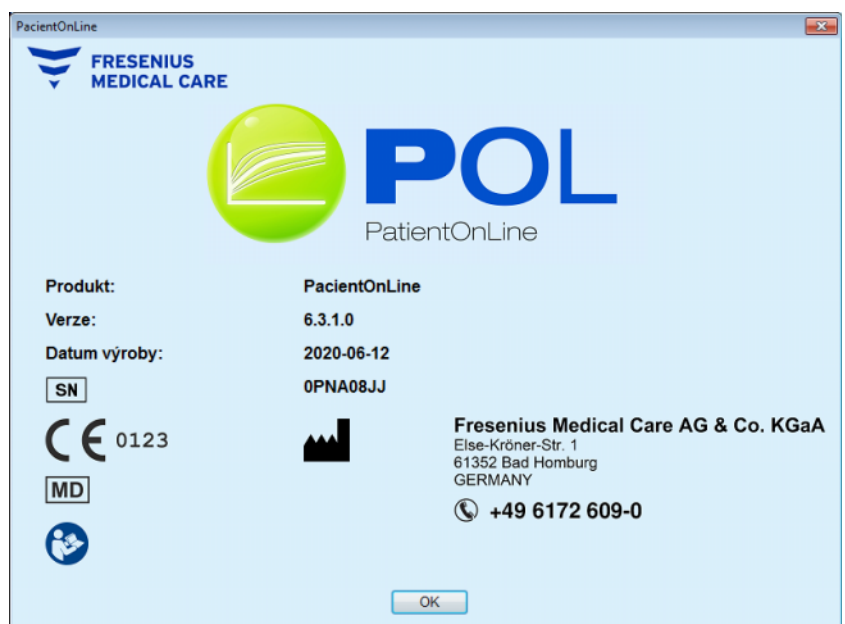 PacientOnLine
FRESENIUS
MEDICAL CARE
POL
PatientOnLine
Produkt: PacientOnLine
Verze: 6.3.1.0
Datum výroby: 2020-06-12
SN 0PNA08JJ
CE 0123
Fresenius Medical Care AG & Co. KGaA
Else-Kröner-Str. 1
61352 Bad Homburg
GERMANY
MD
+49 6172 609-0
OK